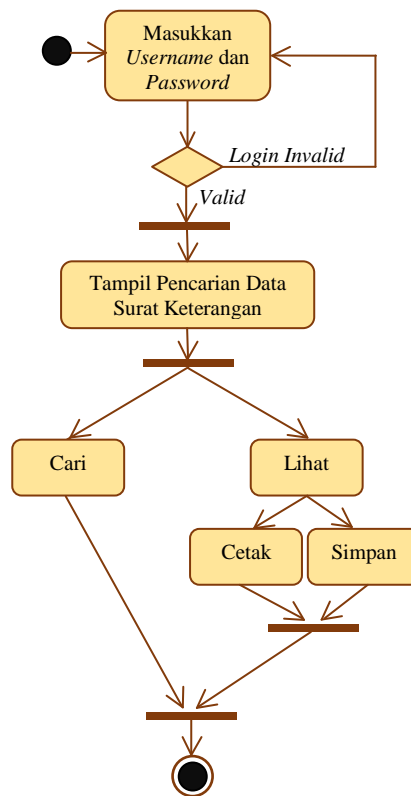 Masukkan
Username dan
Password
Login Invalid
Valid
Tampil Pencarian Data
Surat Keterangan
Cari
Lihat
Cetak
Simpan